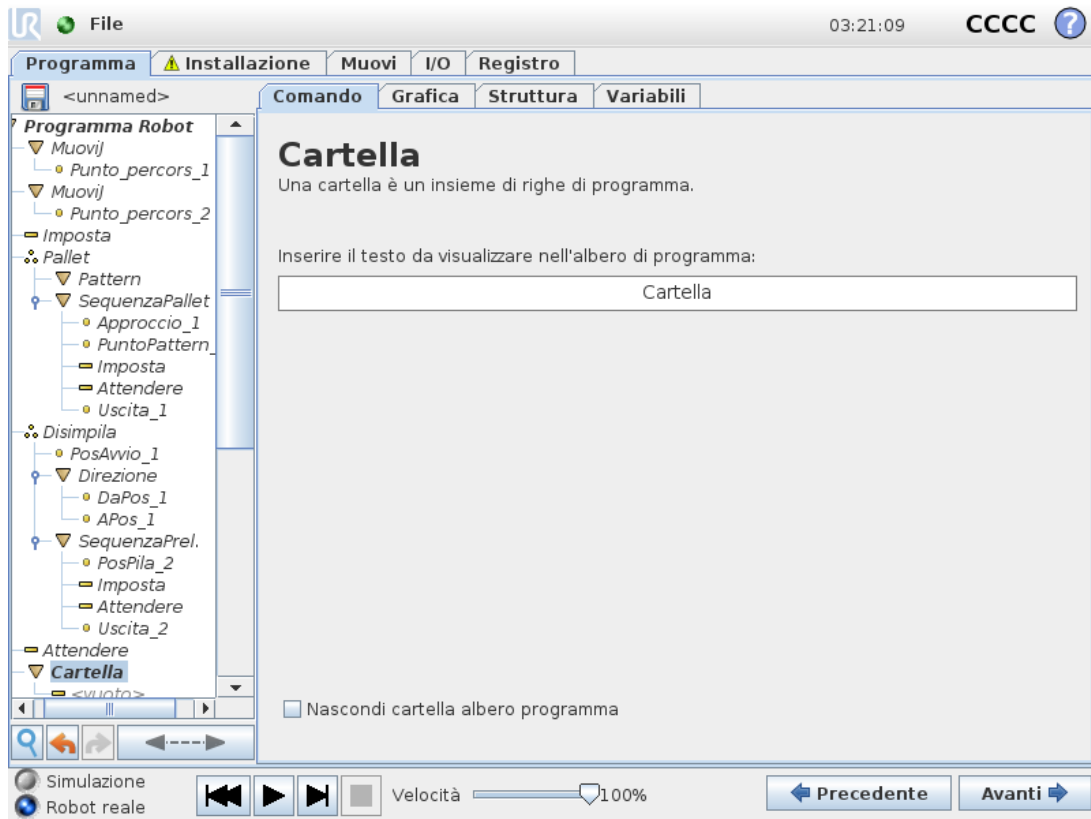 UR File 03:21:09 CCCC ?
Programma Installazione Muovi I/O Registro
<unnamed> Comando Grafica Struttura Variabili
Programma Robot
MuoviJ
Punto_percors_1
MuoviJ
Punto_percors_2
Imposta
Pallet
Pattern
SequenzaPallet
Approccio_1
PuntoPattern_
Imposta
Attendere
Uscita_1
Disimpila
PosAvvio_1
Direzione
DaPos_1
APos_1
SequenzaPrel.
PosPila_2
Imposta
Attendere
Uscita_2
Attendere
Cartella
<vuoto>
Cartella
Una cartella è un insieme di righe di programma.
Inserire il testo da visualizzare nell'albero di programma:
Cartella
Nascondi cartella albero programma
Simulazione
Robot reale
Velocità 100%
Precedente Avanti